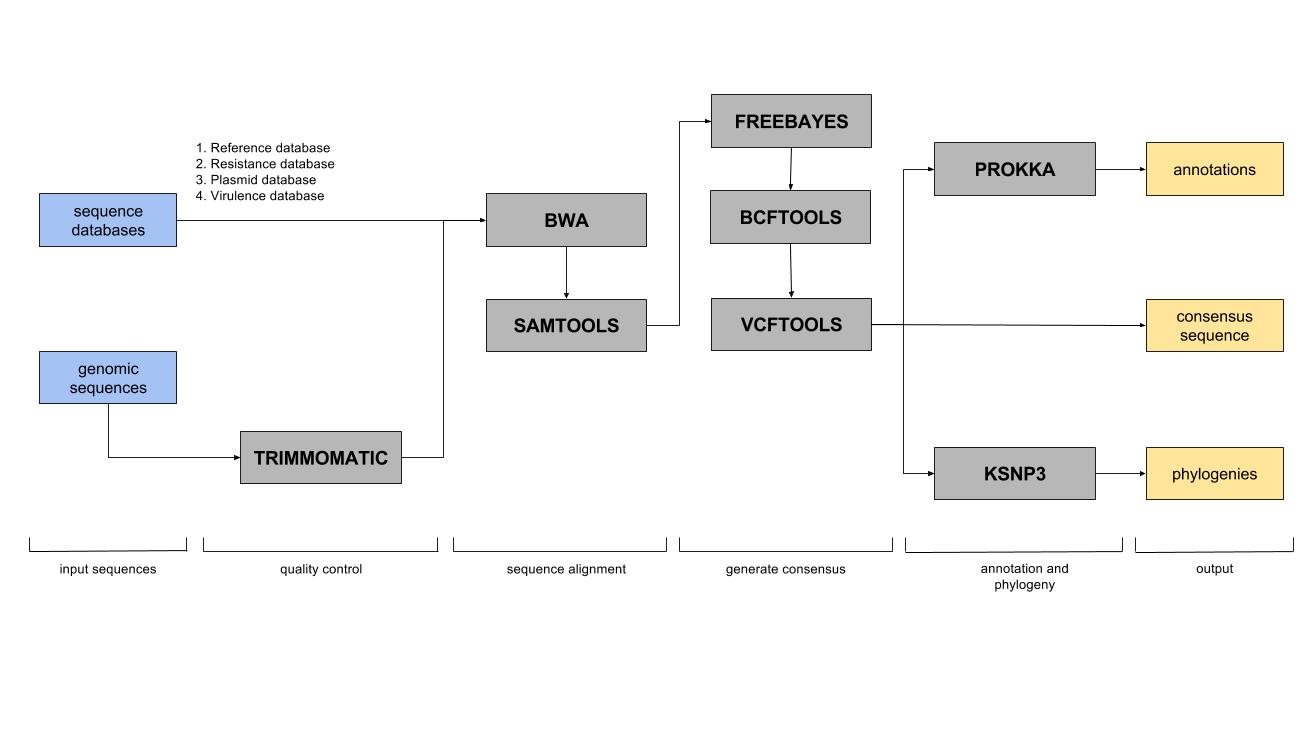 1. Reference database
2. Resistance database
3. Plasmid database
4. Virulence database
sequence
databases
genomic
sequences
TRIMMOMATIC
BWA
SAMTOOLS
FREEBAYES
BCFTOOLS
VCFTOOLS
PROKKA
KSNP3
annotations
consensus
sequence
phylogenies
input sequences
quality control
sequence alignment
generate consensus
annotation and
phylogeny
output